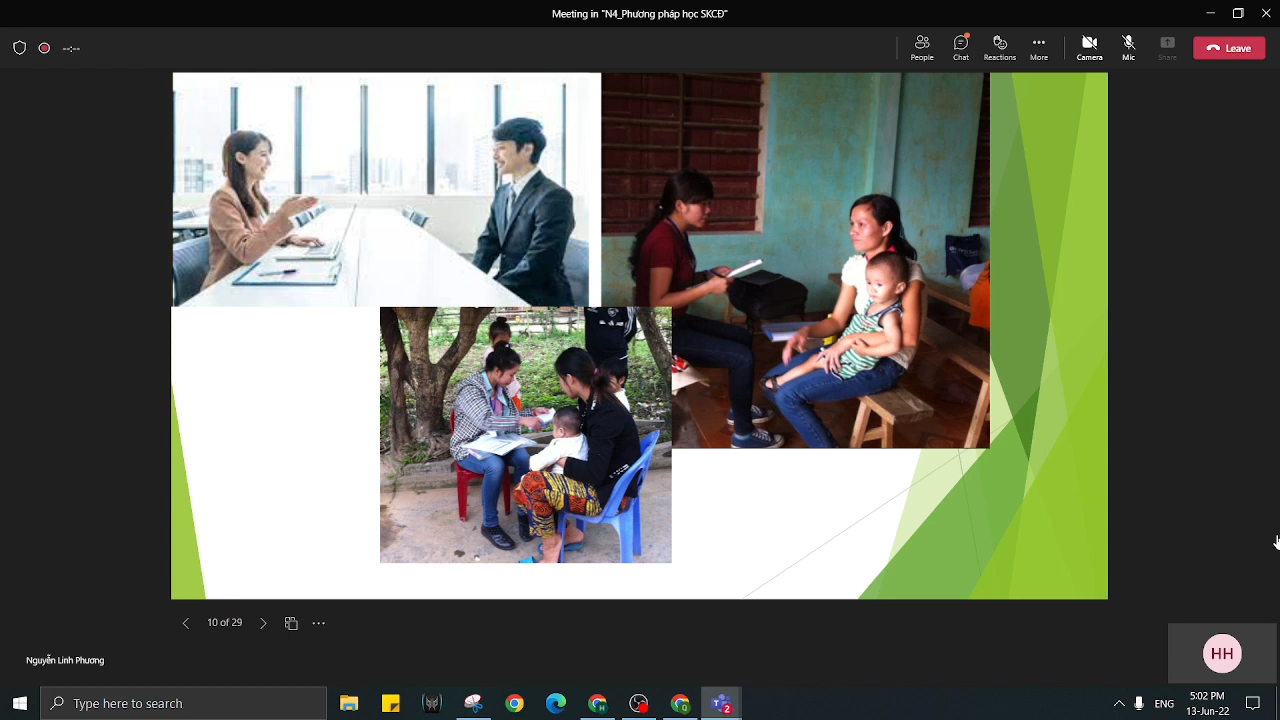 Meeting in "N4_Phương pháp học SKCĐ"
--:--
People
Chat
Reactions
More
Camera
Mic
Share
Leave
10 of 29
Nguyễn Linh Phương
HH
Type here to search
2
ENG
5:02 PM
13-Jun-22